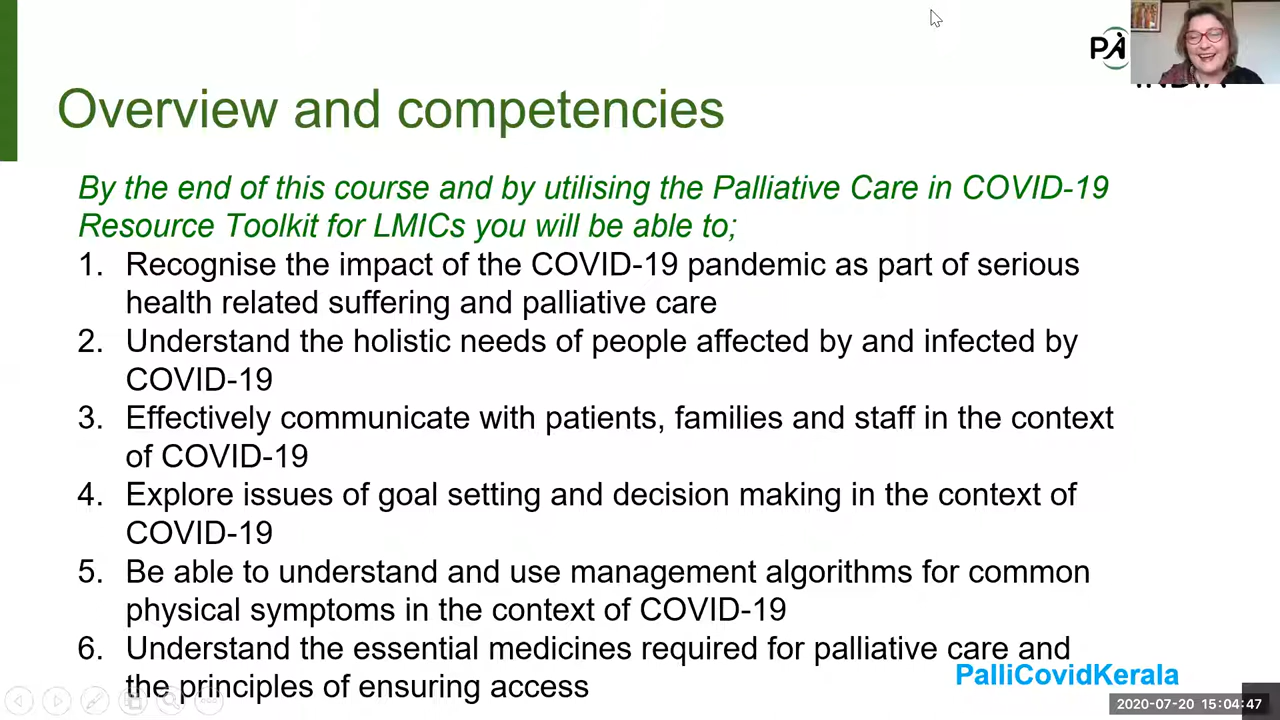 PA
INDIA
Overview and competencies
By the end of this course and by utilising the Palliative Care in COVID-19
Resource Toolkit for LMICs you will be able to;
1. Recognise the impact of the COVID-19 pandemic as part of serious
health related suffering and palliative care
2. Understand the holistic needs of people affected by and infected by
COVID-19
3. Effectively communicate with patients, families and staff in the context
of COVID-19
4. Explore issues of goal setting and decision making in the context of
COVID-19
5. Be able to understand and use management algorithms for common
physical symptoms in the context of COVID-19
6. Understand the essential medicines required for palliative care and
the principles of ensuring access
PalliCovidKerala
2020-07-20 15:04:47